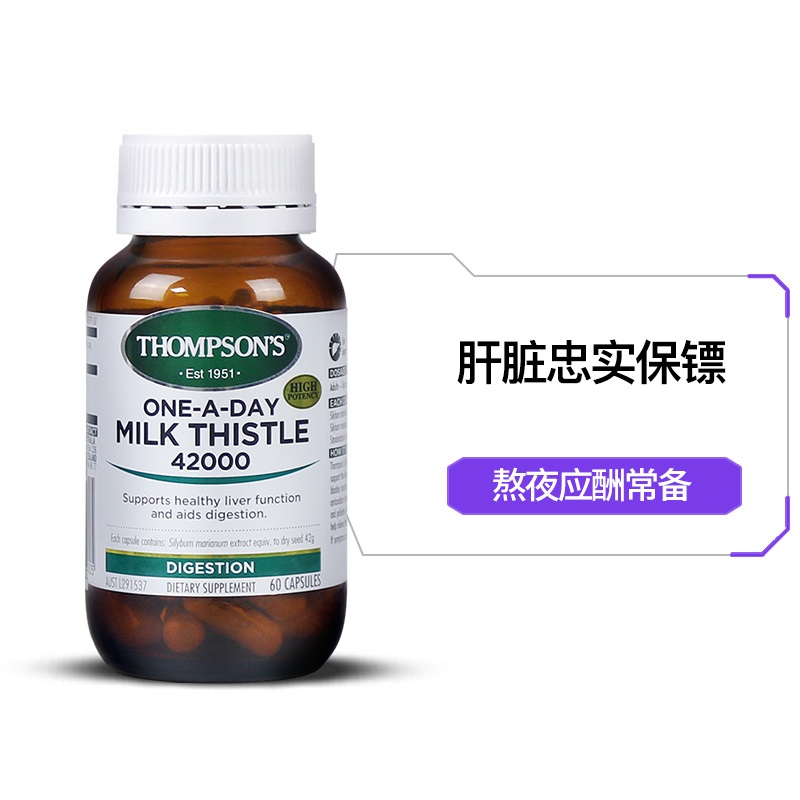 THOMPSON'S
• Est 1951 •
HIGH
POTENCY
ONE-A-DAY
MILK THISTLE
42000
Supports healthy liver function
and aids digestion.
Each capsule contains: Silybum marianum extract equiv. to dry seed 42g
DIGESTION
AUST L291537
DIETARY SUPPLEMENT
60 CAPSULES
肝脏忠实保镖
熬夜应酬常备